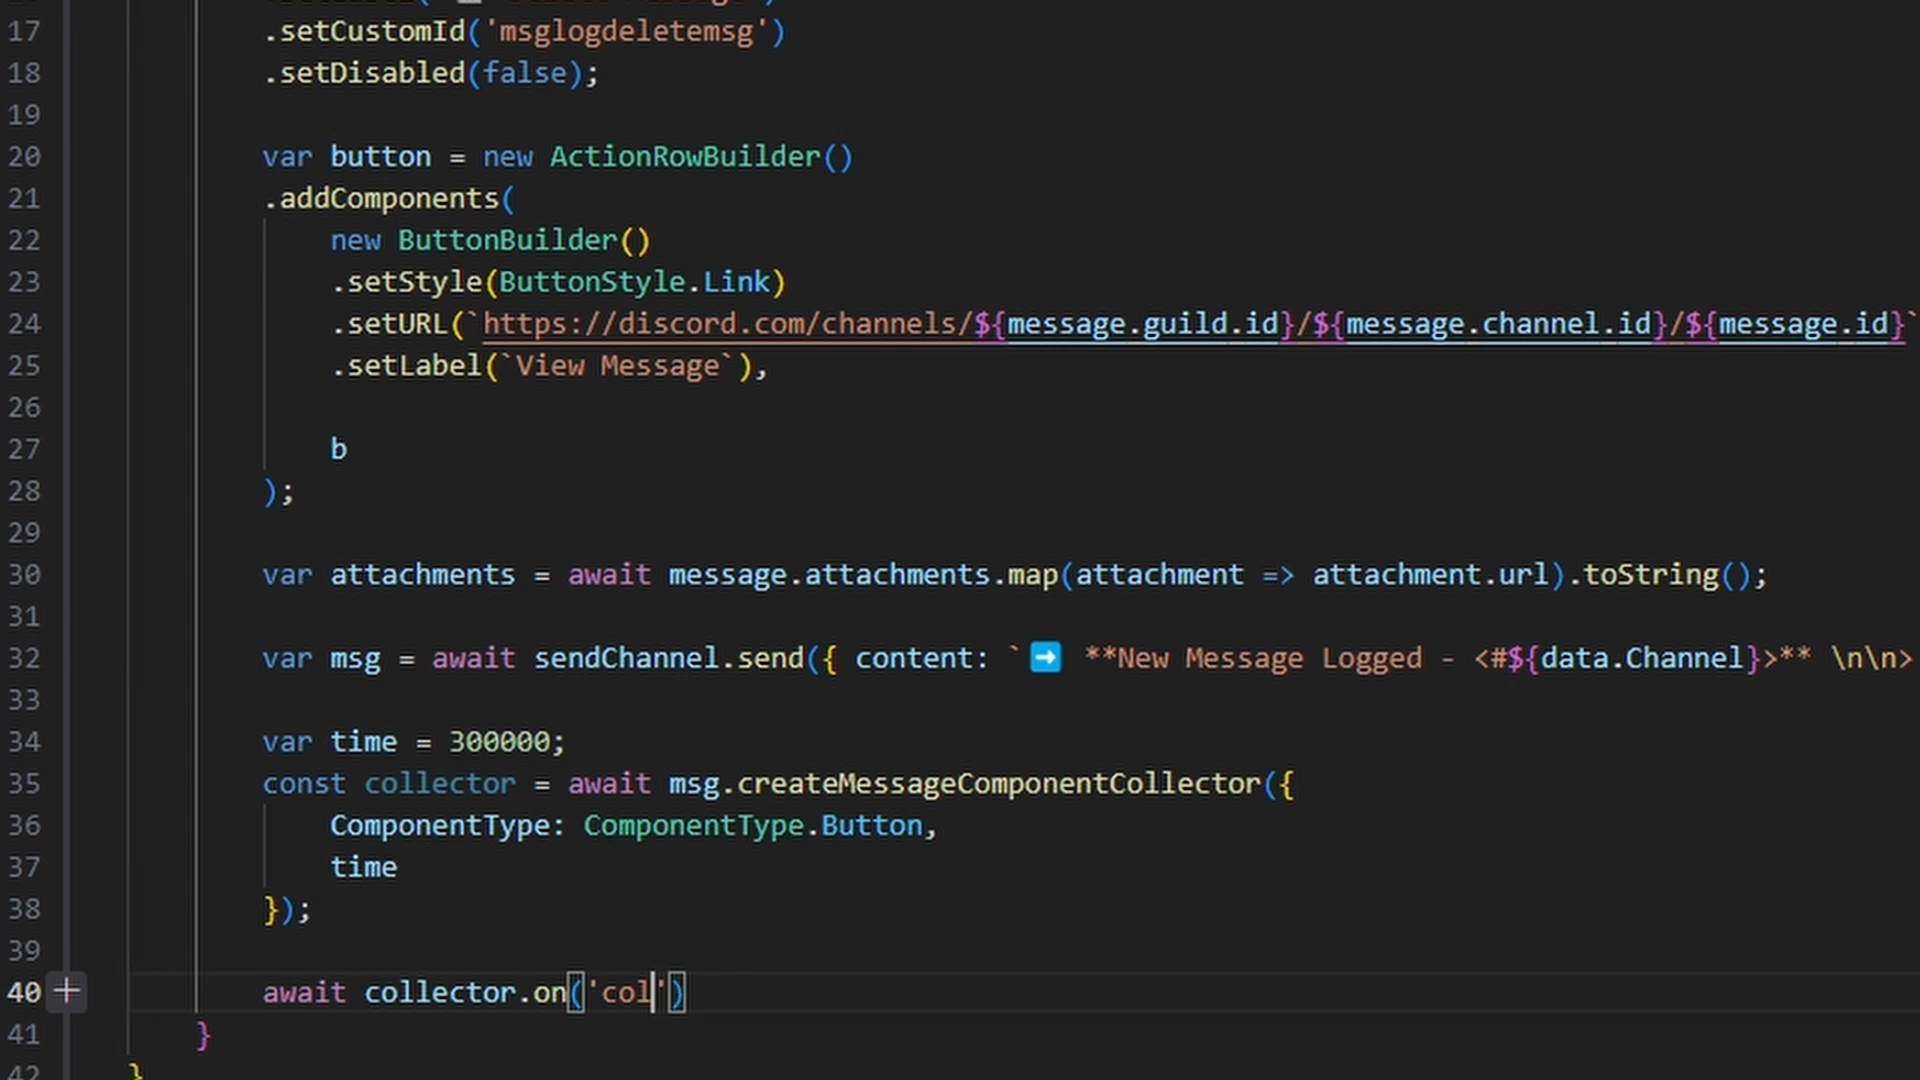 17 .setCustomId('msglogdeletemsg')
18 .setDisabled(false);
19
20 var button = new ActionRowBuilder()
21 .addComponents(
22 new ButtonBuilder()
23 .setStyle(ButtonStyle.Link)
24 .setURL(`https://discord.com/channels/${message.guild.id}/${message.channel.id}/${message.id}`
25 .setLabel(`View Message`),
26
27 b
28 );
29
30 var attachments = await message.attachments.map(attachment => attachment.url).toString();
31
32 var msg = await sendChannel.send({ content: `➡️ **New Message Logged - <#${data.Channel}>** \n\n>
33
34 var time = 300000;
35 const collector = await msg.createMessageComponentCollector({
36 ComponentType: ComponentType.Button,
37 time
38 });
39
40 await collector.on('col')
41 }
42 }